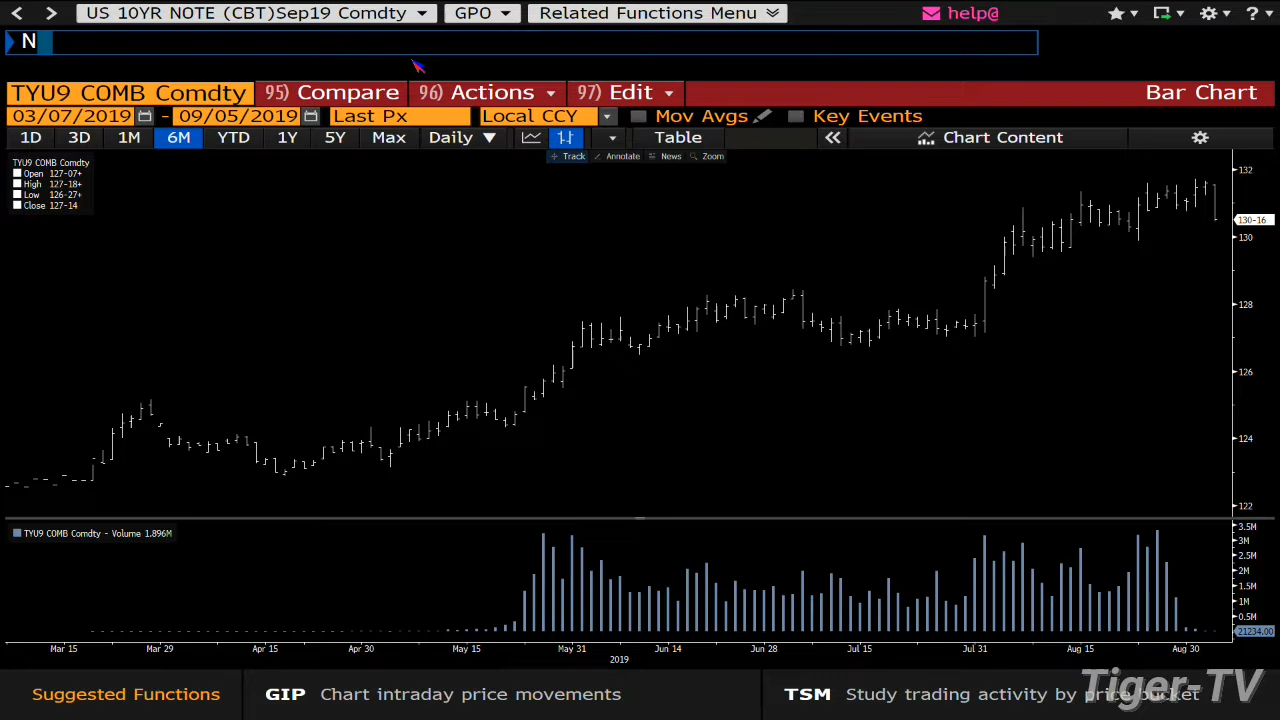 US 10YR NOTE (CBT)Sep19 Comdty GPO Related Functions Menu help@ ?
N
TYU9 COMB Comdty 95) Compare 96) Actions 97) Edit Bar Chart
03/07/2019 - 09/05/2019 Last Px Local CCY Mov Avgs Key Events
1D 3D 1M 6M YTD 1Y 5Y Max Daily Table Chart Content
Track Annotate News Zoom
TYU9 COMB Comdty
Open 127-07+
High 127-18+
Low 126-27+
Close 127-14
132
130-16
130
128
126
124
122
TYU9 COMB Comdty - Volume 1.896M
3.5M
3M
2.5M
2M
1.5M
1M
0.5M
21234.00
Mar 15 Mar 29 Apr 15 Apr 30 May 15 May 31 Jun 14 Jun 28 Jul 15 Jul 31 Aug 15 Aug 30
2019
Suggested Functions GIP Chart intraday price movements TSM Study trading activity by price bucket
Tiger-TV